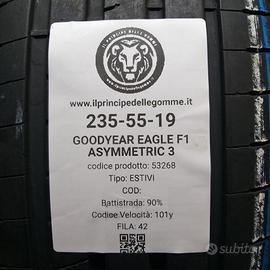 IL PRINCIPE DELLE GOMME
www.ilprincipedellegomme.it
235-55-19
GOODYEAR EAGLE F1
ASYMMETRIC 3
codice prodotto: 53268
Tipo: ESTIVI
COD:
Battistrada: 90%
Codice Velocità: 101y
FILA: 42
subito